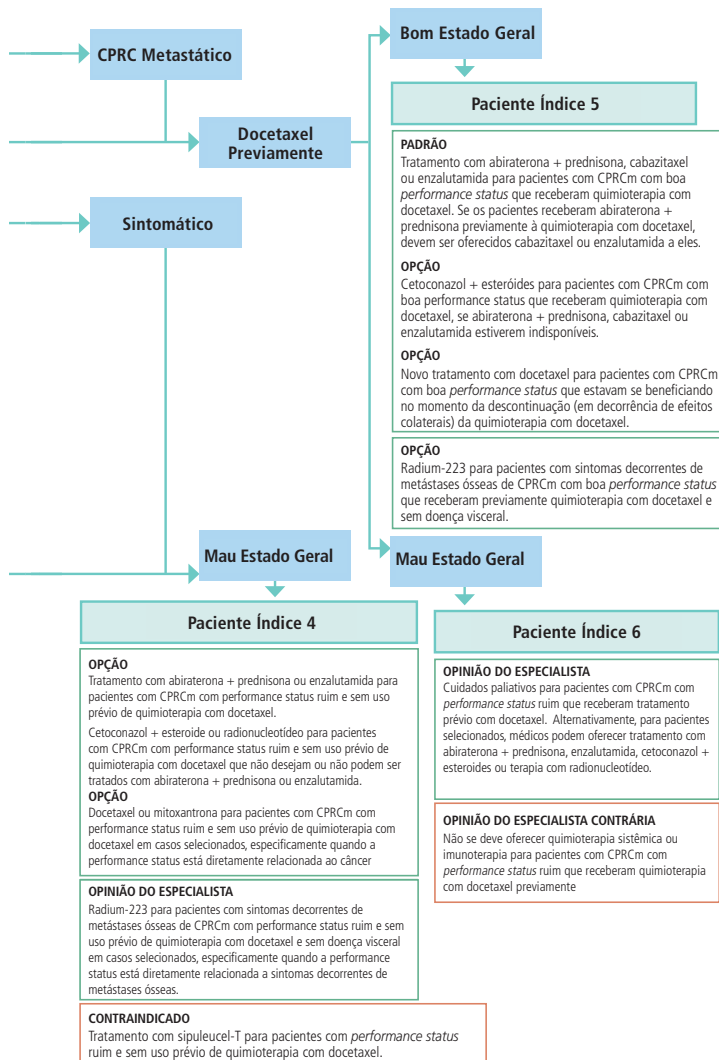 CPRC Metastático
Docetaxel
Previamente
Sintomático
Bom Estado Geral
Paciente Índice 5
PADRÃO
Tratamento com abiraterona + prednisona, cabazitaxel
ou enzalutamida para pacientes com CPRCm com boa
performance status que receberam quimioterapia com
docetaxel. Se os pacientes receberam abiraterona +
prednisona previamente à quimioterapia com docetaxel,
devem ser oferecidos cabazitaxel ou enzalutamida a eles.
OPÇÃO
Cetoconazol + esteróides para pacientes com CPRCm com
boa performance status que receberam quimioterapia com
docetaxel, se abiraterona + prednisona, cabazitaxel ou
enzalutamida estiverem indisponíveis.
OPÇÃO
Novo tratamento com docetaxel para pacientes com CPRCm
com boa performance status que estavam se beneficiando
no momento da descontinuação (em decorrência de efeitos
colaterais) da quimioterapia com docetaxel.
OPÇÃO
Radium-223 para pacientes com sintomas decorrentes de
metástases ósseas de CPRCm com boa performance status
que receberam previamente quimioterapia com docetaxel e
sem doença visceral.
Mau Estado Geral
Paciente Índice 4
OPÇÃO
Tratamento com abiraterona + prednisona ou enzalutamida para
pacientes com CPRCm com performance status ruim e sem uso
prévio de quimioterapia com docetaxel.
Cetoconazol + esteroide ou radionucleotídeo para pacientes
com CPRCm com performance status ruim e sem uso prévio de
quimioterapia com docetaxel que não desejam ou não podem ser
tratados com abiraterona + prednisona ou enzalutamida.
OPÇÃO
Docetaxel ou mitoxantrona para pacientes com CPRCm com
performance status ruim e sem uso prévio de quimioterapia com
docetaxel em casos selecionados, especificamente quando a
performance status está diretamente relacionada ao câncer
OPINIÃO DO ESPECIALISTA
Radium-223 para pacientes com sintomas decorrentes de
metástases ósseas de CPRCm com performance status ruim e sem
uso prévio de quimioterapia com docetaxel e sem doença visceral
em casos selecionados, especificamente quando a performance
status está diretamente relacionada a sintomas decorrentes de
metástases ósseas.
CONTRAINDICADO
Tratamento com sipuleucel-T para pacientes com performance status
ruim e sem uso prévio de quimioterapia com docetaxel.
Mau Estado Geral
Paciente Índice 6
OPINIÃO DO ESPECIALISTA
Cuidados paliativos para pacientes com CPRCm com
performance status ruim que receberam tratamento
prévio com docetaxel. Alternativamente, para pacientes
selecionados, médicos podem oferecer tratamento com
abiraterona + prednisona, enzalutamida, cetoconazol +
esteroides ou terapia com radionucleotídeo.
OPINIÃO DO ESPECIALISTA CONTRÁRIA
Não se deve oferecer quimioterapia sistêmica ou
imunoterapia para pacientes com CPRCm com
performance status ruim que receberam quimioterapia
com docetaxel previamente